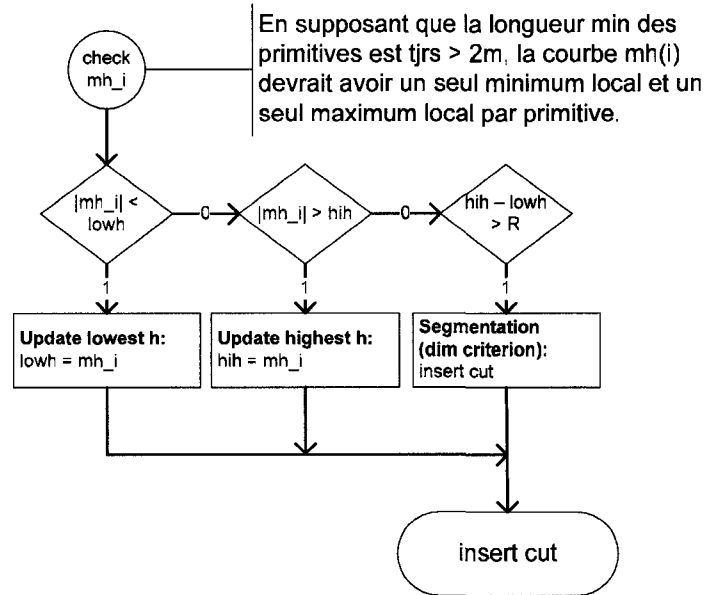 check
mh_i
En supposant que la longueur min des
primitives est tjrs > 2m, la courbe mh(i)
devrait avoir un seul minimum local et un
seul maximum local par primitive.
|mh_i| <
lowh
0
|mh_i| > hih
0
hih – lowh
> R
1
1
1
Update lowest h:
lowh = mh_i
Update highest h:
hih = mh_i
Segmentation
(dim criterion):
insert cut
insert cut